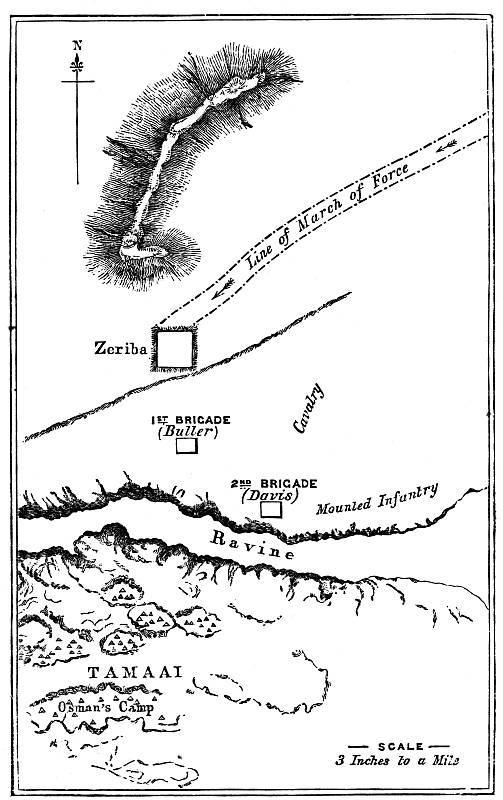 N
Line of March of Force
Zeriba
Cavalry
1ST BRIGADE
(Buller)
2ND BRIGADE
(Davis)
Mounted Infantry
Ravine
TAMAAI
Osman's Camp
SCALE
3 Inches to a Mile